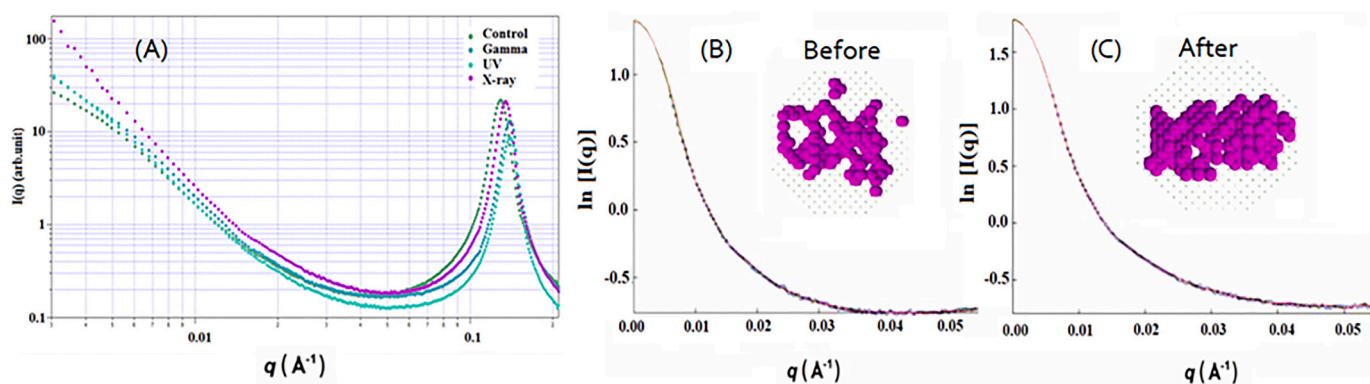 (A)
Control
Gamma
UV
X-ray
I(q) (arb.unit)
100
10
1
0.1
0.01
0.1
q (A⁻¹)
(B)
Before
ln [I(q)]
1.0
0.5
0.0
-0.5
0.00
0.01
0.02
0.03
0.04
0.05
q (A⁻¹)
(C)
After
ln [I(q)]
1.5
1.0
0.5
0.0
-0.5
0.00
0.01
0.02
0.03
0.04
0.05
q (A⁻¹)